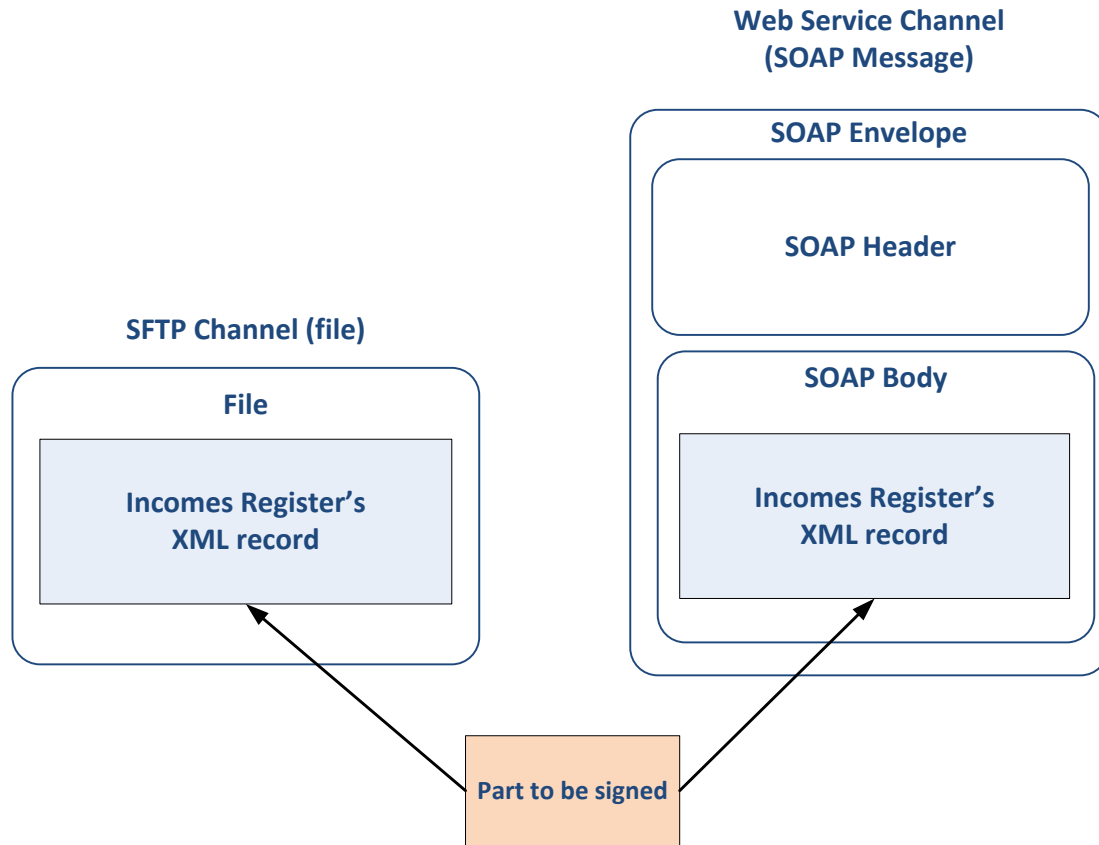 Web Service Channel
(SOAP Message)
SOAP Envelope
SOAP Header
SFTP Channel (file)
SOAP Body
File
Incomes Register’s
XML record
Incomes Register’s
XML record
Part to be signed